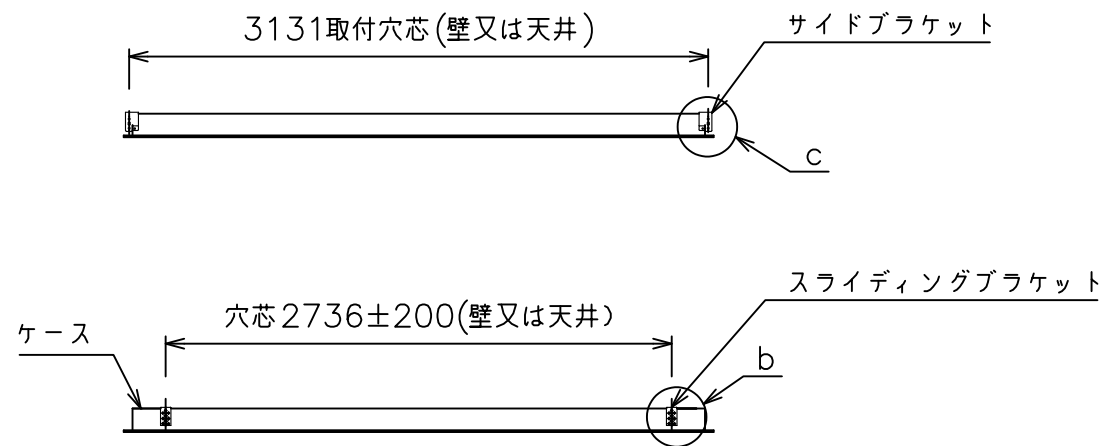 サイドブラケット
3131取付穴芯(壁又は天井)
c
スライディングブラケット
穴芯2736±200(壁又は天井)
ケース
b